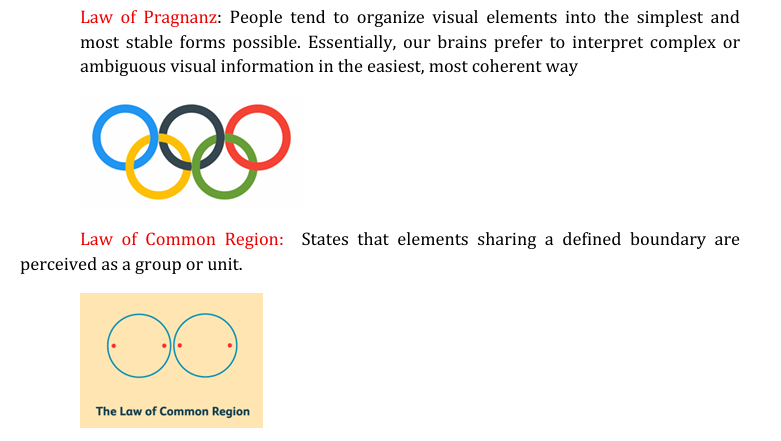 Law of Pragnanz: People tend to organize visual elements into the simplest and
most stable forms possible. Essentially, our brains prefer to interpret complex or
ambiguous visual information in the easiest, most coherent way
Law of Common Region: States that elements sharing a defined boundary are
perceived as a group or unit.
The Law of Common Region